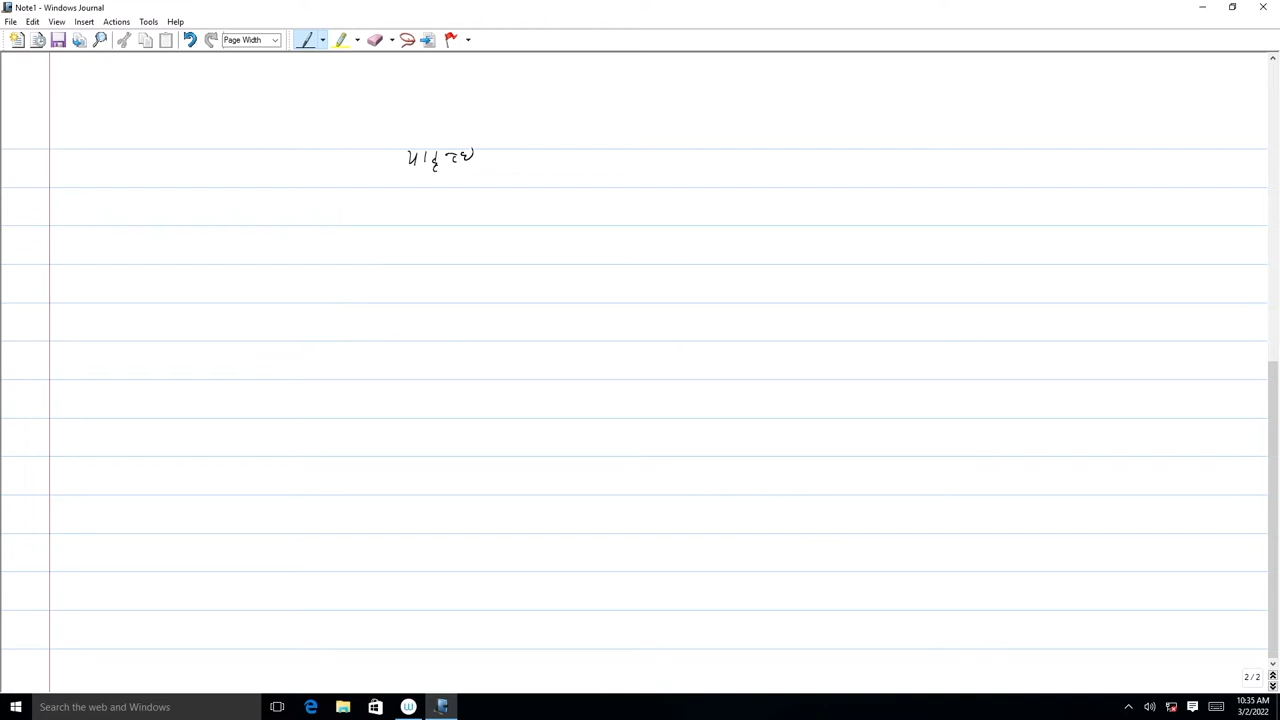 Note1 - Windows Journal
File Edit View Insert Actions Tools Help
Page Width
2 / 2
Search the web and Windows
10:35 AM
3/2/2022